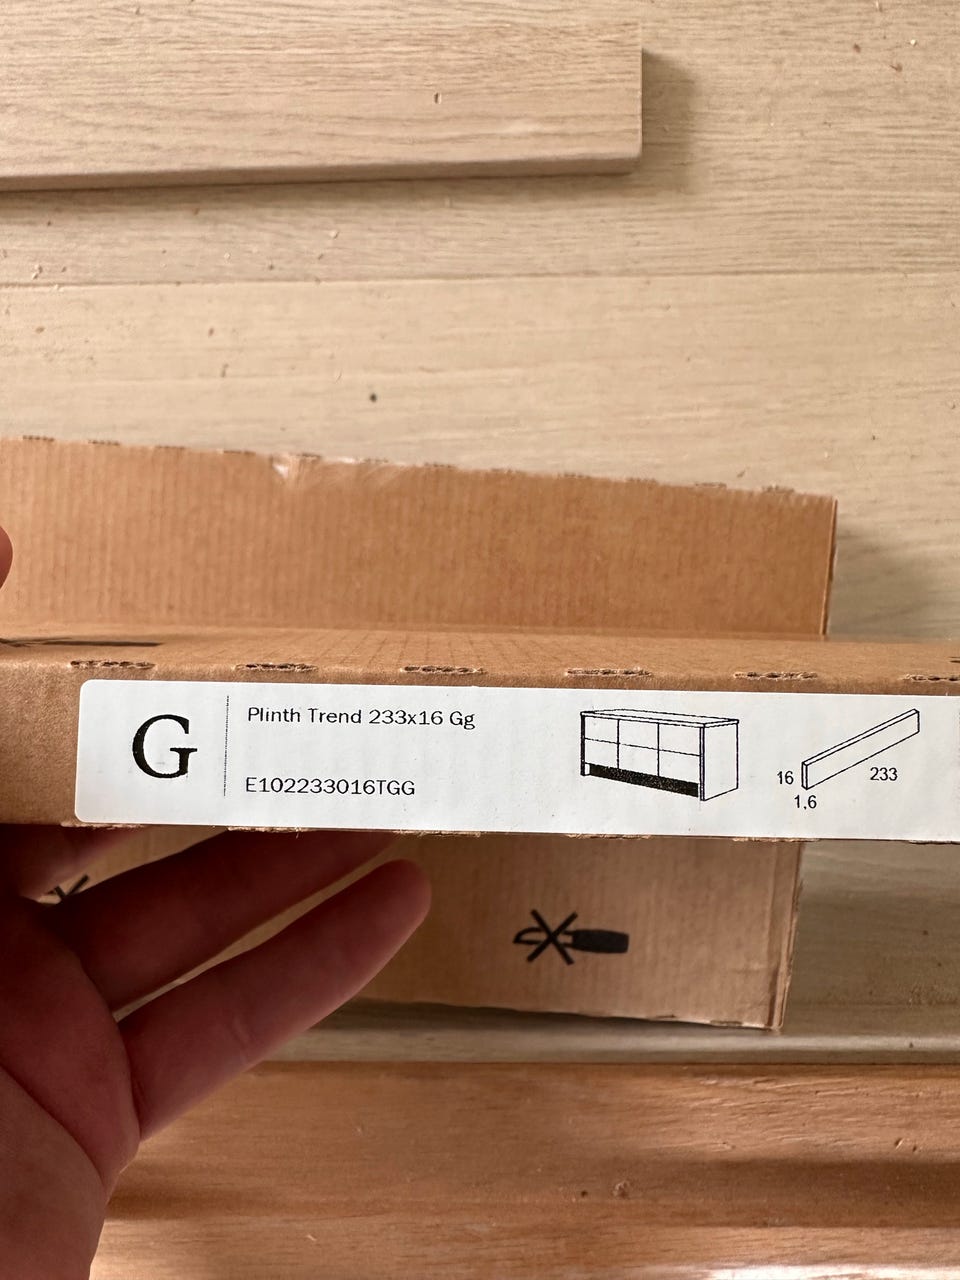 G
Plinth Trend 233x16 Gg
E102233016TGG
16
233
1,6